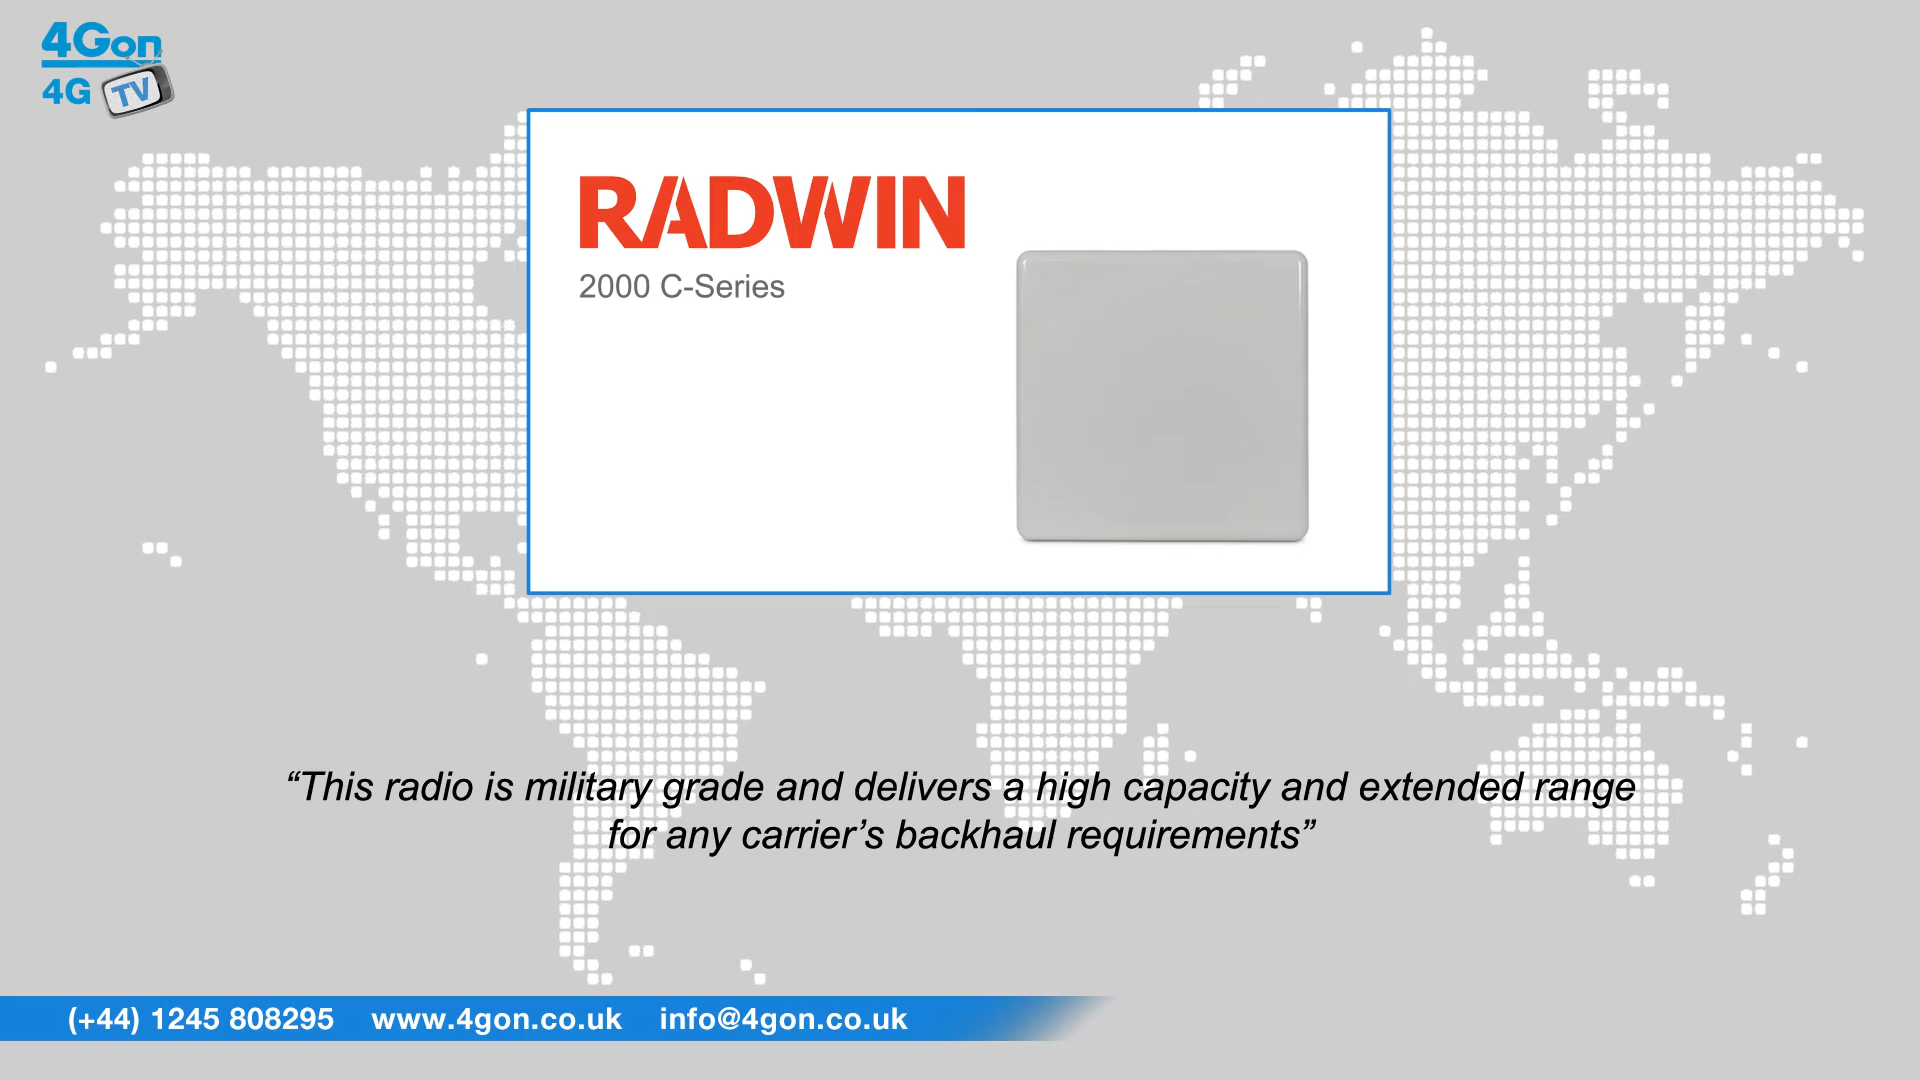 4Gon
4G TV
RADWIN
2000 C-Series
“This radio is military grade and delivers a high capacity and extended range
for any carrier’s backhaul requirements”
(+44) 1245 808295 www.4gon.co.uk info@4gon.co.uk